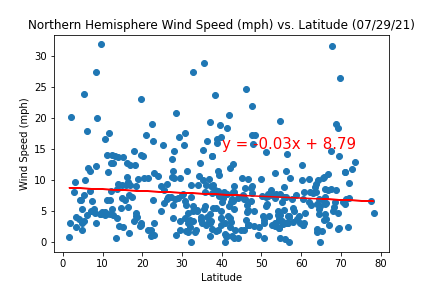 Northern Hemisphere Wind Speed (mph) vs. Latitude (07/29/21)
30
25
20
15
10
5
0
Wind Speed (mph)
y = -0.03x + 8.79
0 10 20 30 40 50 60 70 80
Latitude